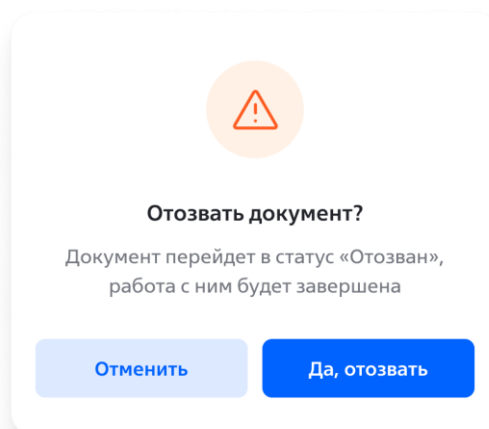 Отозвать документ?
Документ перейдет в статус «Отозван»,
работа с ним будет завершена
Отменить
Да, отозвать